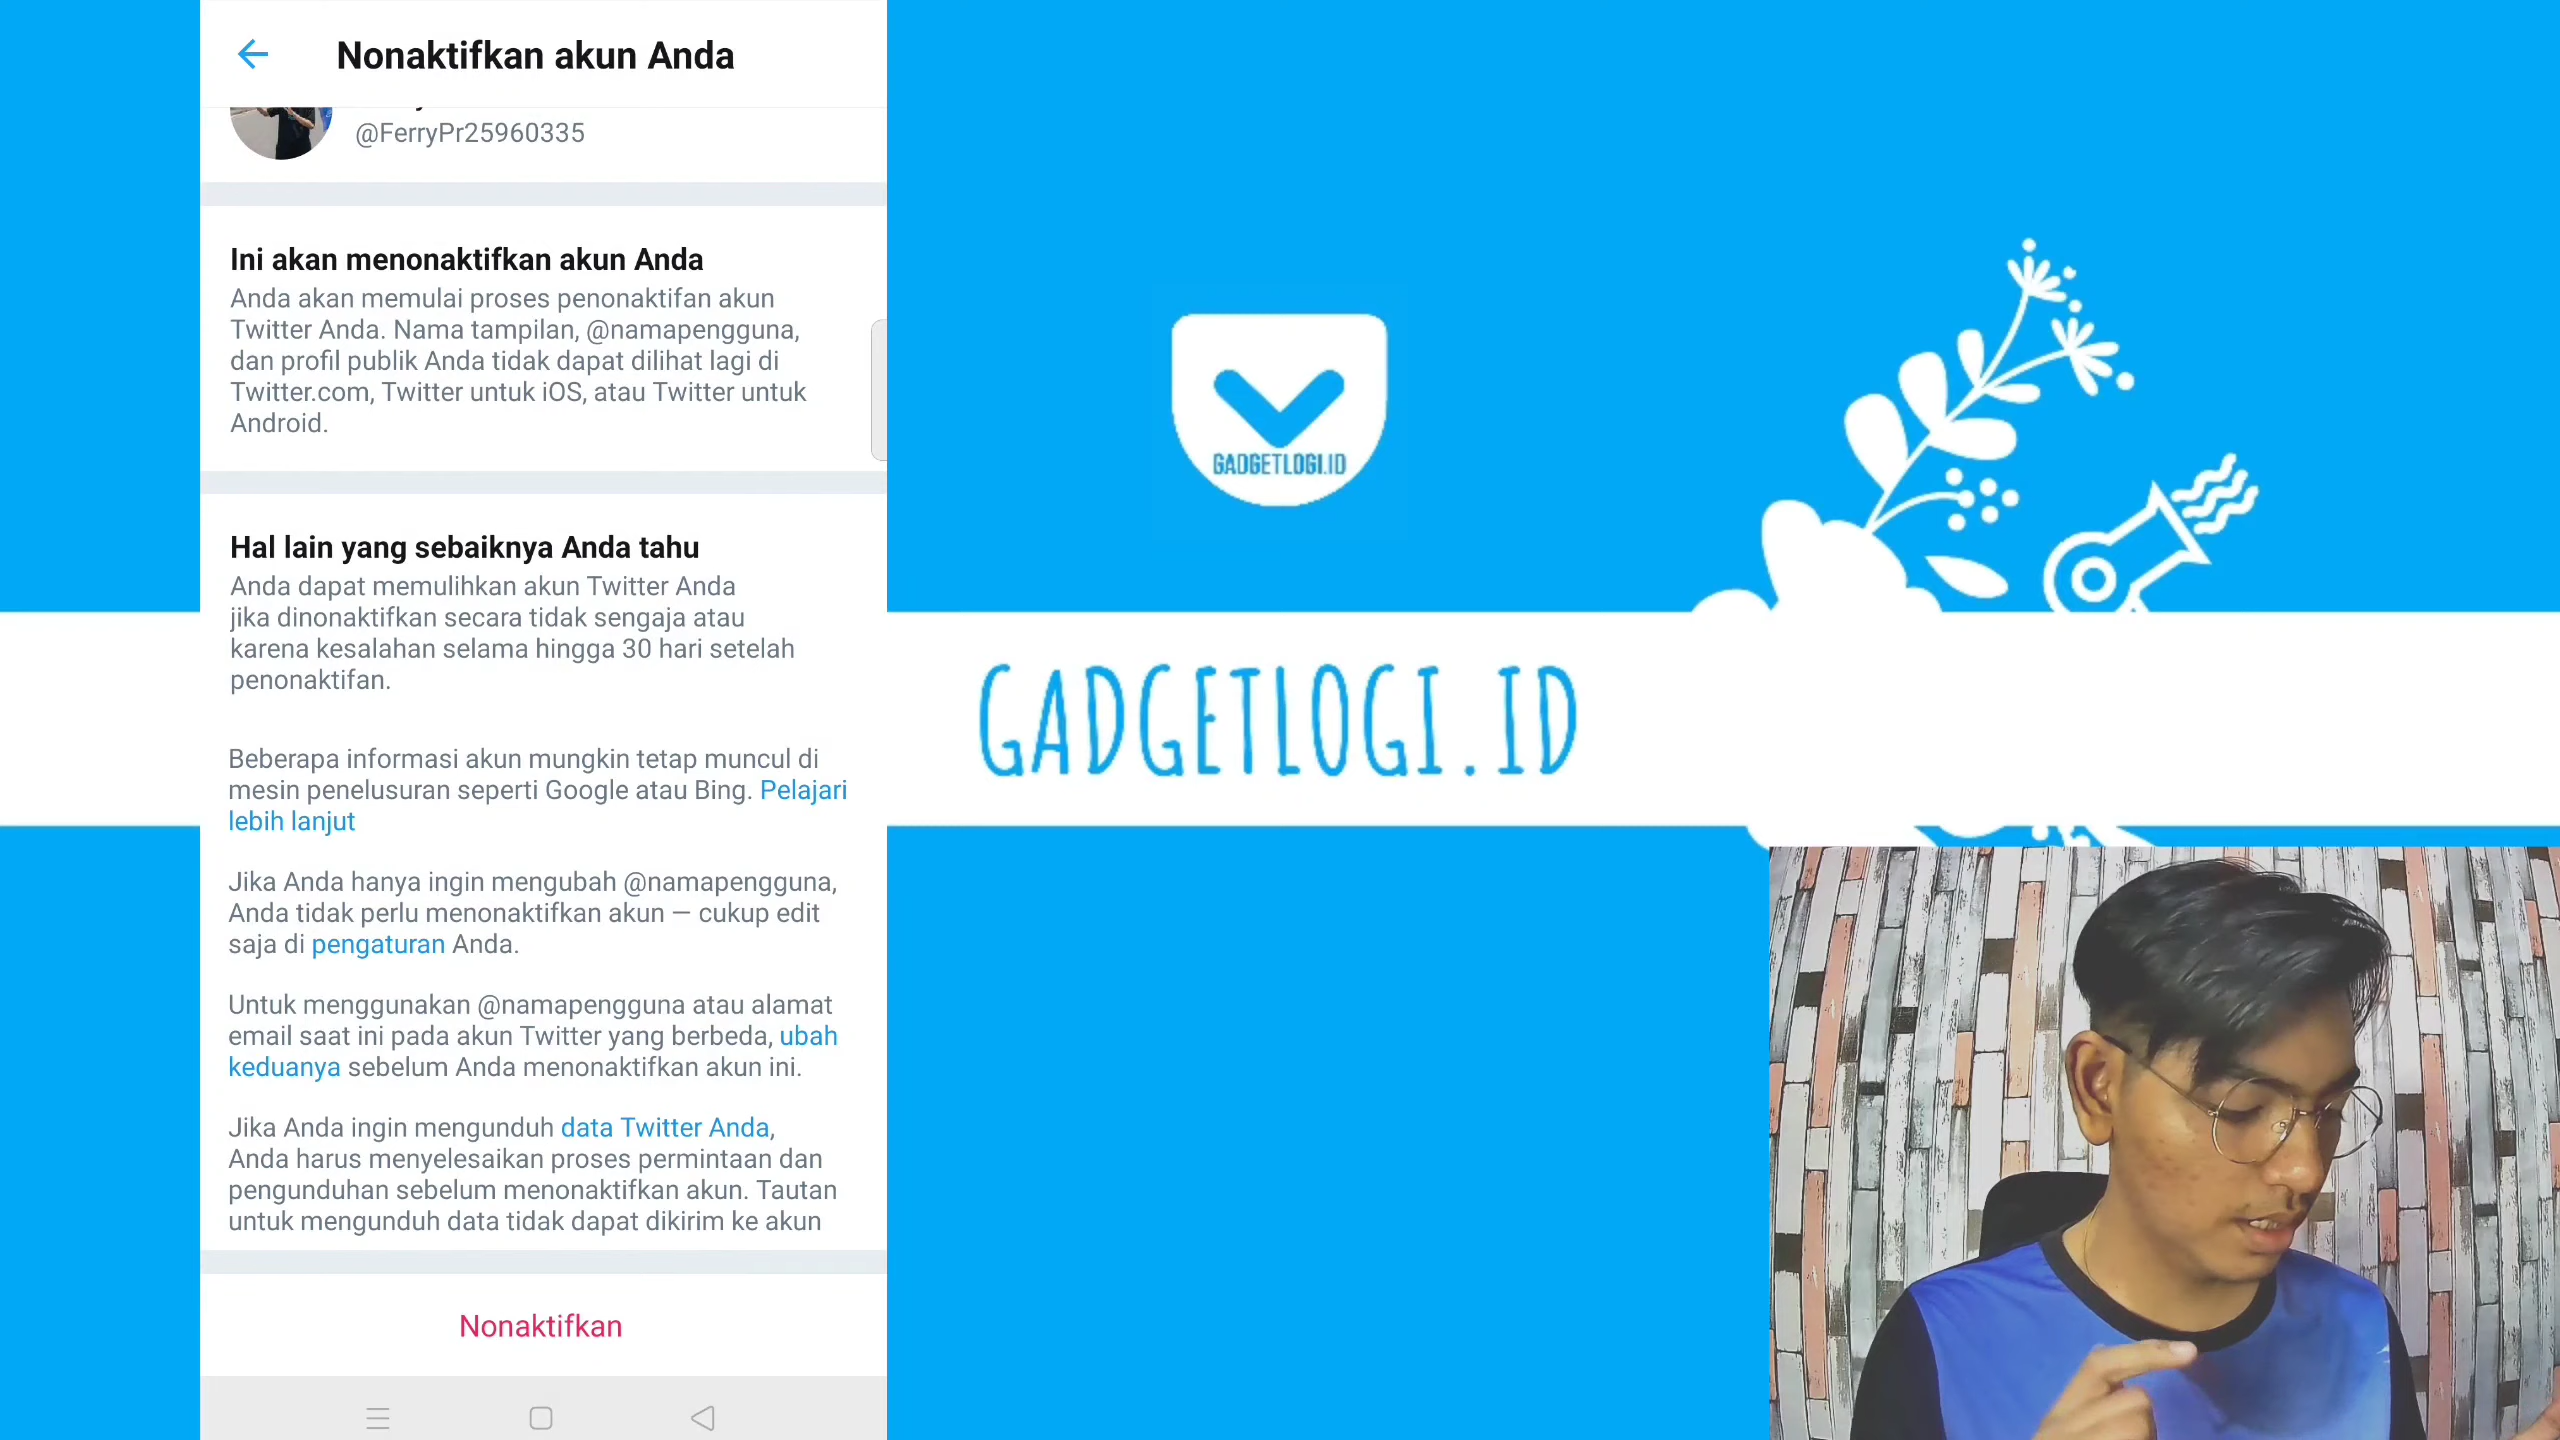 Nonaktifkan akun Anda
@FerryPr25960335
Ini akan menonaktifkan akun Anda
Anda akan memulai proses penonaktifan akun
Twitter Anda. Nama tampilan, @namapengguna,
dan profil publik Anda tidak dapat dilihat lagi di
Twitter.com, Twitter untuk iOS, atau Twitter untuk
Android.
Hal lain yang sebaiknya Anda tahu
Anda dapat memulihkan akun Twitter Anda
jika dinonaktifkan secara tidak sengaja atau
karena kesalahan selama hingga 30 hari setelah
penonaktifan.
Beberapa informasi akun mungkin tetap muncul di
mesin penelusuran seperti Google atau Bing. Pelajari
lebih lanjut
Jika Anda hanya ingin mengubah @namapengguna,
Anda tidak perlu menonaktifkan akun — cukup edit
saja di pengaturan Anda.
Untuk menggunakan @namapengguna atau alamat
email saat ini pada akun Twitter yang berbeda, ubah
keduanya sebelum Anda menonaktifkan akun ini.
Jika Anda ingin mengunduh data Twitter Anda,
Anda harus menyelesaikan proses permintaan dan
pengunduhan sebelum menonaktifkan akun. Tautan
untuk mengunduh data tidak dapat dikirim ke akun
Nonaktifkan
GADGETLOGI.ID
GADGETLOGI.ID